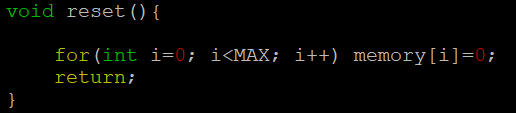 void reset(){
for(int i=0; i<MAX; i++) memory[i]=0;
return;
}